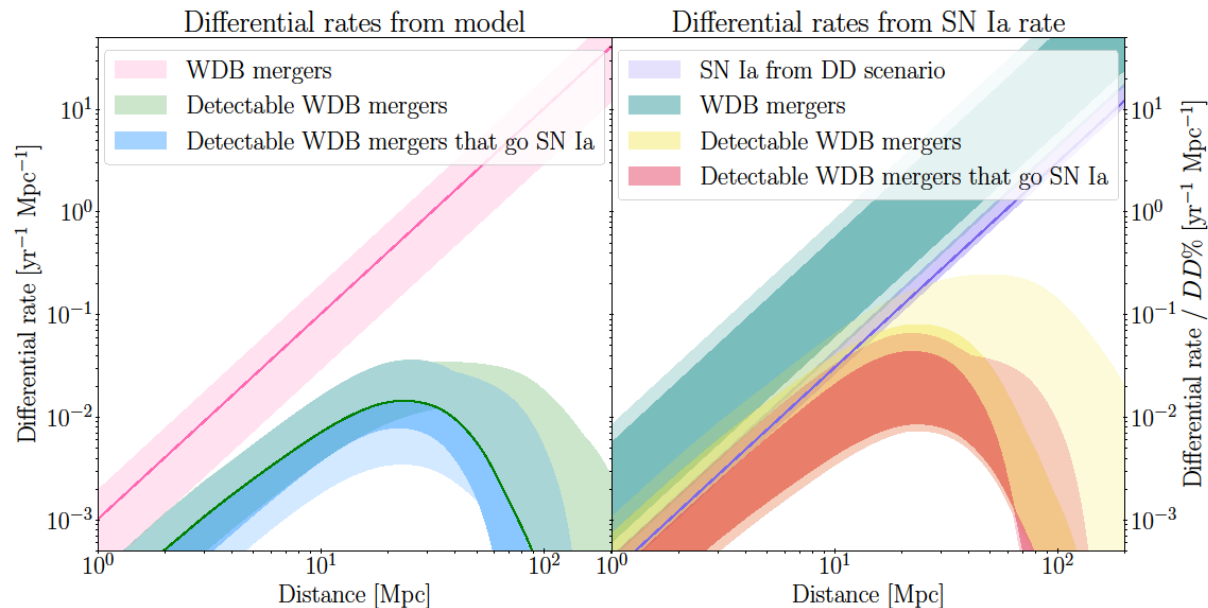 Differential rates from model
Differential rates from SN Ia rate
WDB mergers
Detectable WDB mergers
Detectable WDB mergers that go SN Ia
SN Ia from DD scenario
WDB mergers
Detectable WDB mergers
Detectable WDB mergers that go SN Ia
Differential rate [yr⁻¹ Mpc⁻¹]
10¹
10⁰
10⁻¹
10⁻²
10⁻³
10⁰
10¹
10²
Distance [Mpc]
10⁰
10¹
10²
Distance [Mpc]
10¹
10⁰
10⁻¹
10⁻²
10⁻³
Differential rate / DD% [yr⁻¹ Mpc⁻¹]